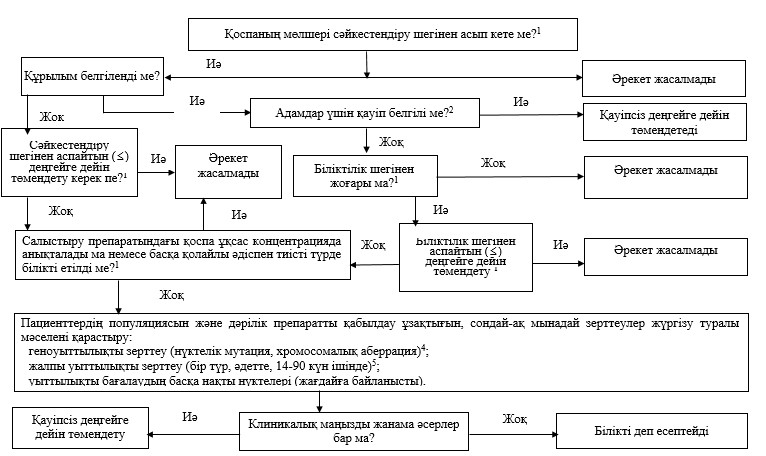 Қоспаның мөлшері сәйкестендіру шегінен асып кете ме?¹
Иә
Құрылым белгіленді ме?
Әрекет жасалмады
Жоқ
Иә
Адамдар үшін қауіп белгілі ме?²
Иә
Қауіпсіз деңгейге дейін
төмендетеді
Сәйкестендіру
шегінен аспайтын (≤)
деңгейге дейін
төмендету керек пе?¹
Иә
Әрекет
жасалмады
Жоқ
Біліктілік шегінен
жоғары ма?¹
Жоқ
Әрекет жасалмады
Жоқ
Иә
Иә
Салыстыру препаратындағы қоспа ұқсас концентрацияда
анықталады ма немесе басқа қолайлы әдіспен тиісті түрде
білікті етілді ме?¹
Жоқ
Біліктілік шегінен
аспайтын (≤)
деңгейге дейін
төмендету ¹
Иә
Әрекет жасалмады
Жоқ
Пациенттердің популяциясын және дәрілік препаратты қабылдау ұзақтығын, сондай-ақ мынадай зерттеулер жүргізу туралы
мәселені қарастыру:
геноуыттылықты зерттеу (нүктелік мутация, хромосомалық аберрация)⁴;
жалпы уыттылықты зерттеу (бір түр, әдетте, 14-90 күн ішінде)⁵;
уыттылықты бағалаудың басқа нақты нүктелері (жағдайға байланысты).
Қауіпсіз деңгейге
дейін төмендету
Иә
Клиникалық маңызды жанама әсерлер
бар ма?
Жоқ
Білікті деп есептейді